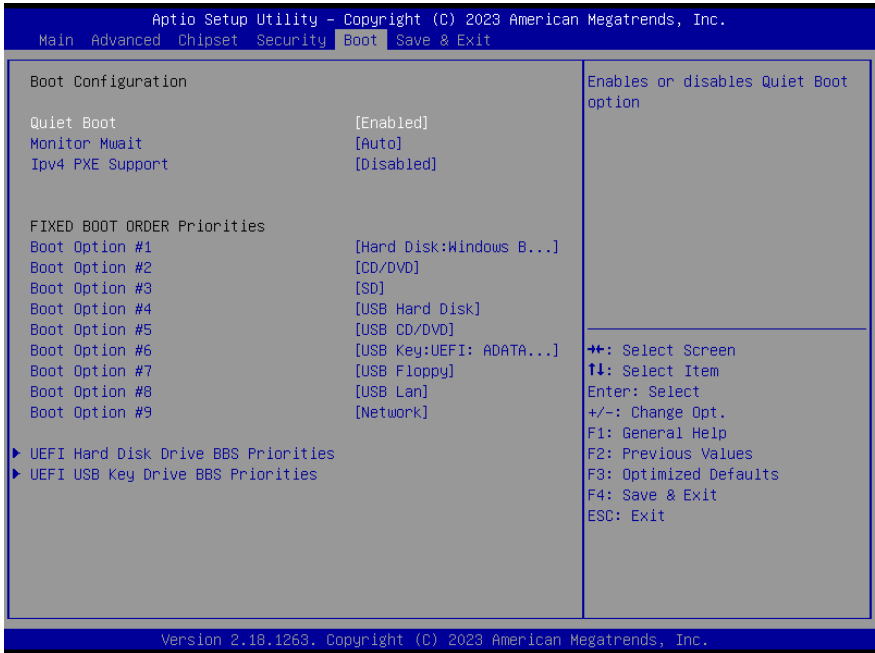 Aptio Setup Utility – Copyright (C) 2023 American Megatrends, Inc.
Main Advanced Chipset Security Boot Save & Exit
Boot Configuration
Quiet Boot [Enabled]
Monitor Mwait [Auto]
Ipv4 PXE Support [Disabled]
FIXED BOOT ORDER Priorities
Boot Option #1 [Hard Disk:Windows B...]
Boot Option #2 [CD/DVD]
Boot Option #3 [SD]
Boot Option #4 [USB Hard Disk]
Boot Option #5 [USB CD/DVD]
Boot Option #6 [USB Key:UEFI: ADATA...]
Boot Option #7 [USB Floppy]
Boot Option #8 [USB Lan]
Boot Option #9 [Network]
UEFI Hard Disk Drive BBS Priorities
UEFI USB Key Drive BBS Priorities
Enables or disables Quiet Boot
option
→←: Select Screen
↑↓: Select Item
Enter: Select
+/-: Change Opt.
F1: General Help
F2: Previous Values
F3: Optimized Defaults
F4: Save & Exit
ESC: Exit
Version 2.18.1263. Copyright (C) 2023 American Megatrends, Inc.